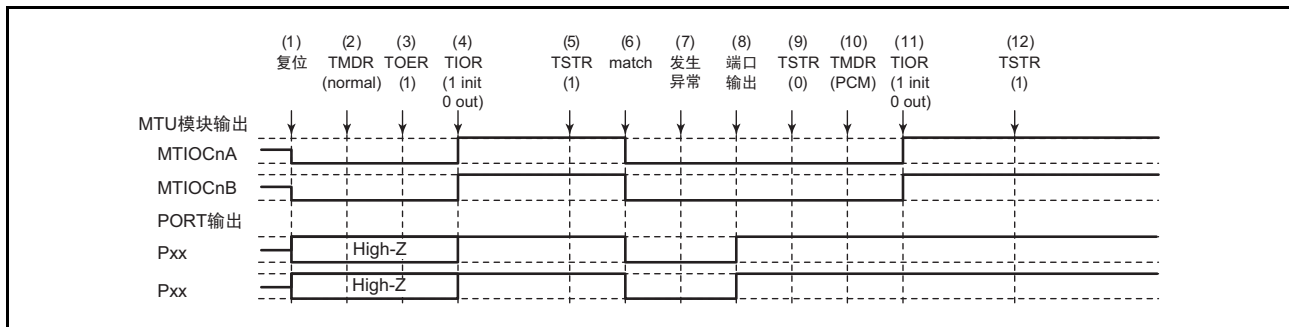 (1) (2) (3) (4) (5) (6) (7) (8) (9) (10) (11) (12)
复位 TMDR TOER TIOR TSTR match 发生 端口 TSTR TMDR TIOR TSTR
(normal) (1) (1 init (1) 异常 输出 (0) (PCM) (1 init (1)
0 out) 0 out)
MTU模块输出
MTIOCnA
MTIOCnB
PORT输出
Pxx High-Z
Pxx High-Z